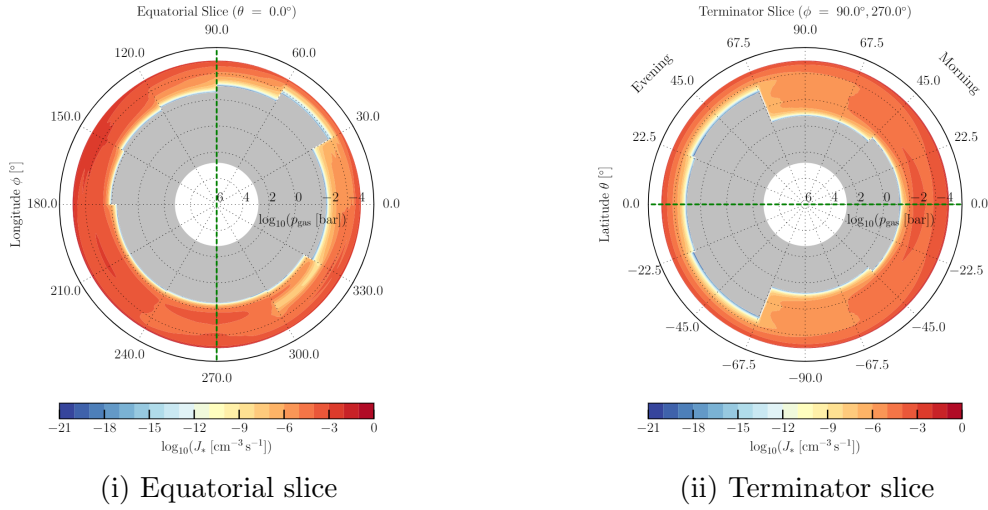 Equatorial Slice (θ = 0.0°)
90.0
120.0
60.0
150.0
30.0
Longitude ϕ [°]
180.0
6 4 2 0 −2 −4
0.0
log₁₀(p_gas [bar])
210.0
330.0
240.0
300.0
270.0
−21 −18 −15 −12 −9 −6 −3 0
log₁₀(J_* [cm⁻³ s⁻¹])
(i) Equatorial slice
Terminator Slice (ϕ = 90.0°, 270.0°)
90.0
67.5
67.5
Evening
Morning
45.0
45.0
22.5
22.5
Latitude θ [°]
0.0
6 4 2 0 −2 −4
0.0
log₁₀(p_gas [bar])
−22.5
−22.5
−45.0
−45.0
−67.5
−67.5
−90.0
−21 −18 −15 −12 −9 −6 −3 0
log₁₀(J_* [cm⁻³ s⁻¹])
(ii) Terminator slice